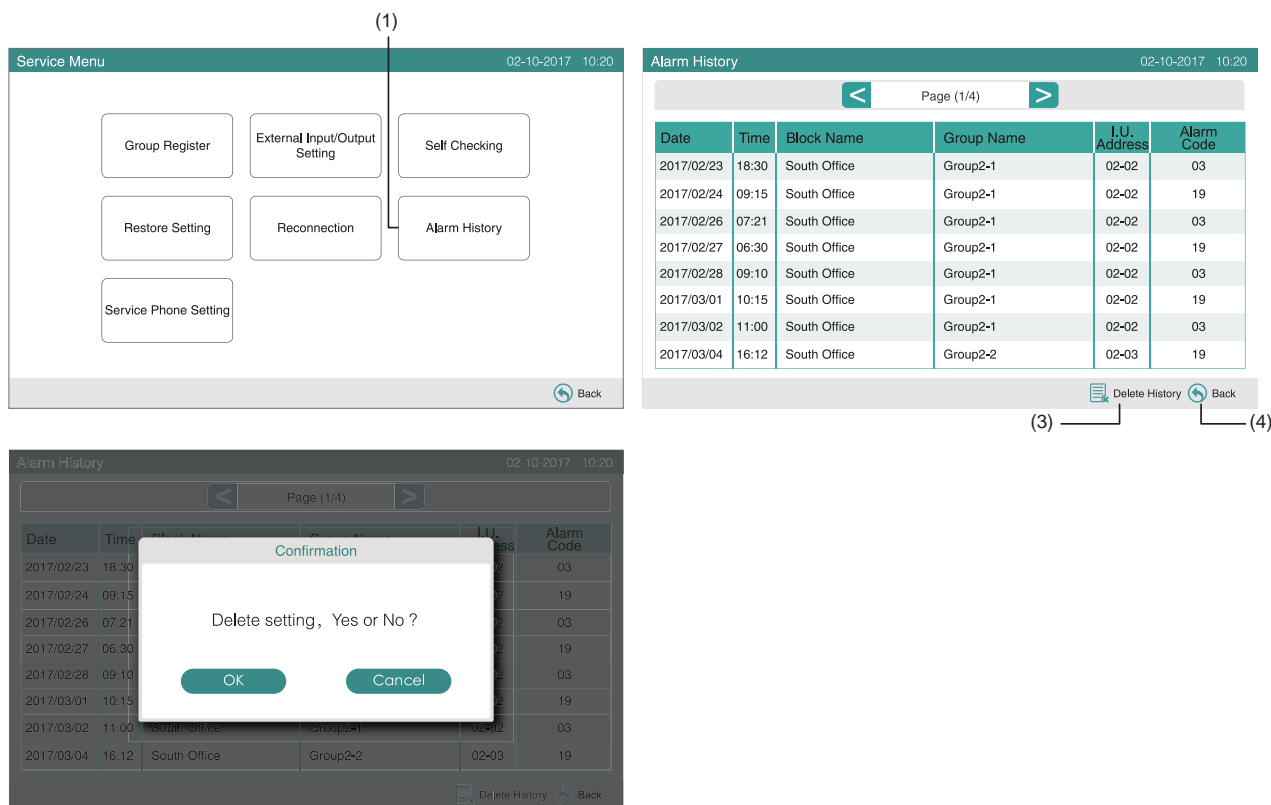 (1)
Service Menu 02-10-2017 10:20
Group Register
External Input/Output
Setting
Self Checking
Restore Setting
Reconnection
Alarm History
Service Phone Setting
Back
Alarm History 02-10-2017 10:20
< Page (1/4) >
Date Time Block Name Group Name I.U. Address Alarm Code
2017/02/23 18:30 South Office Group2-1 02-02 03
2017/02/24 09:15 South Office Group2-1 02-02 19
2017/02/26 07:21 South Office Group2-1 02-02 03
2017/02/27 06:30 South Office Group2-1 02-02 19
2017/02/28 09:10 South Office Group2-1 02-02 03
2017/03/01 10:15 South Office Group2-1 02-02 19
2017/03/02 11:00 South Office Group2-1 02-02 03
2017/03/04 16:12 South Office Group2-2 02-03 19
Delete History Back
(3) (4)
Alarm History 02-10-2017 10:20
< Page (1/4) >
Date Time Alarm Code
2017/02/23 18:30 03
2017/02/24 09:15 19
2017/02/26 07:21 03
2017/02/27 06:30 19
2017/02/28 09:10 03
2017/03/01 10:15 19
Confirmation
Delete setting, Yes or No ?
OK Cancel
2017/03/02 11:00 South Office Group2-1 02-02 03
2017/03/04 16:12 South Office Group2-2 02-03 19
Delete History Back